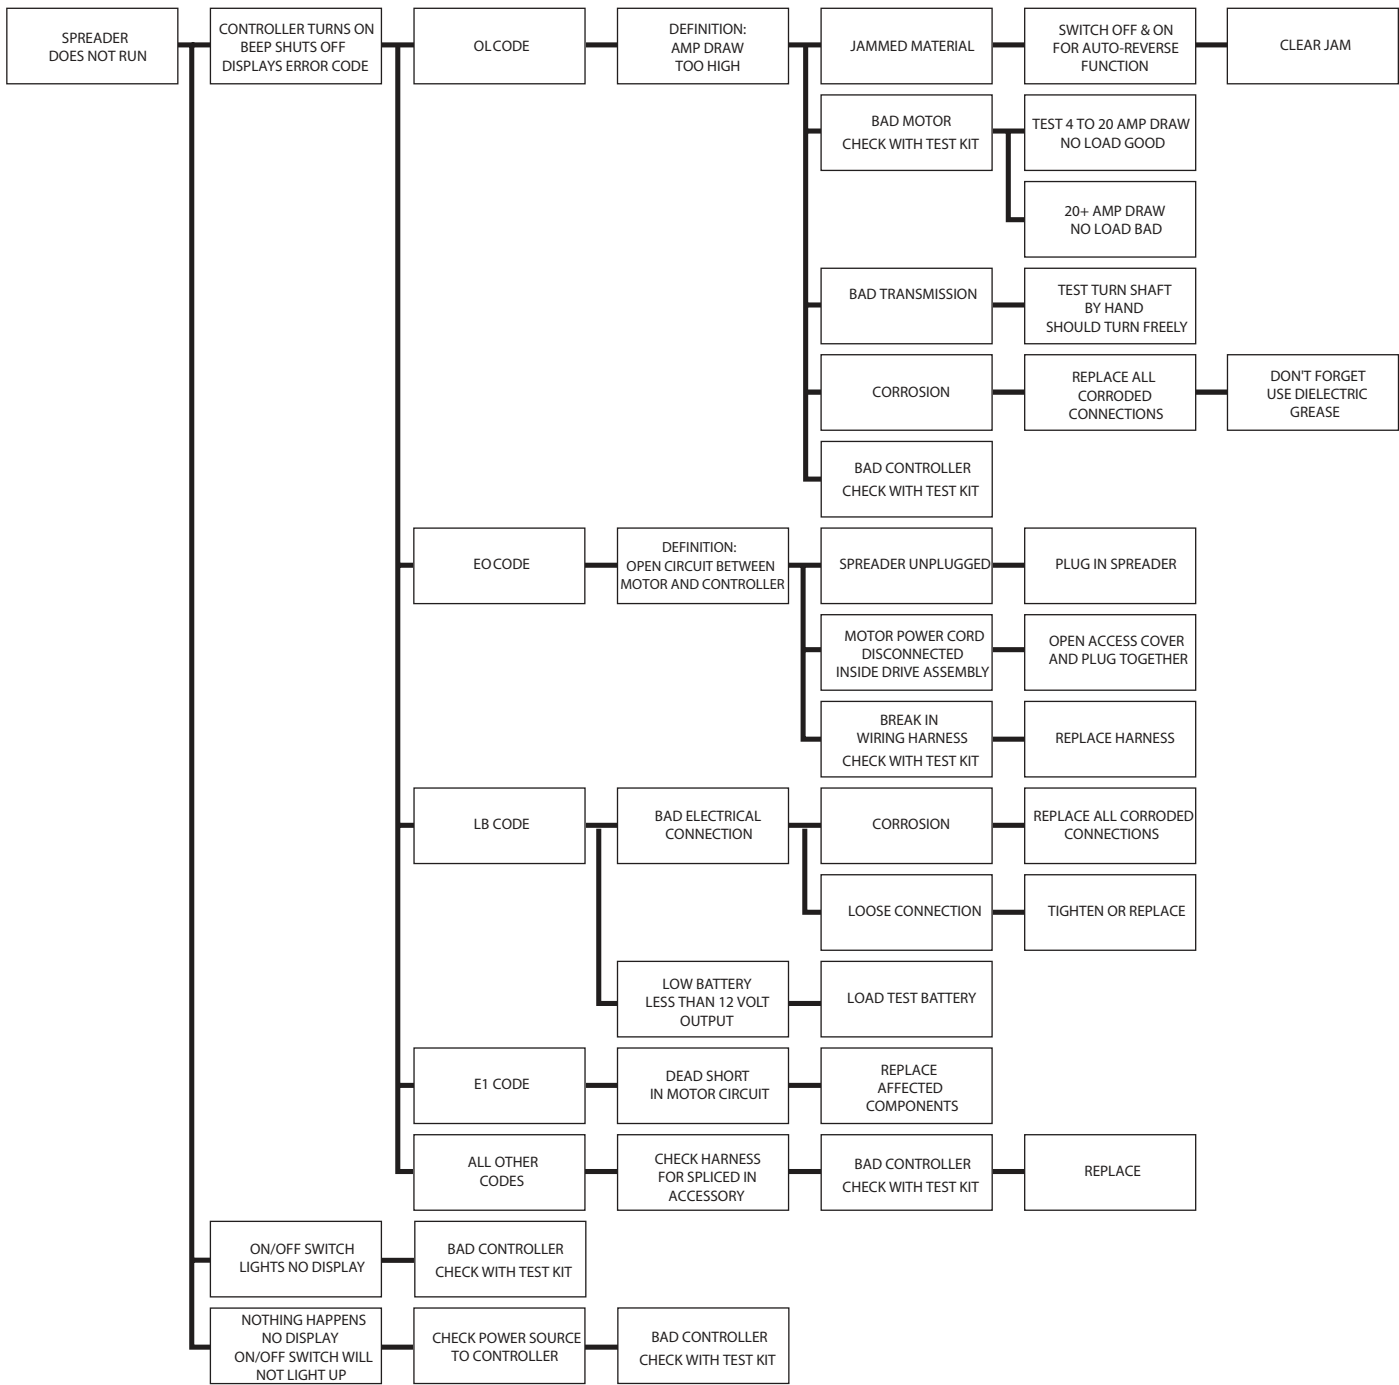 SPREADER
DOES NOT RUN
CONTROLLER TURNS ON
BEEP SHUTS OFF
DISPLAYS ERROR CODE
OL CODE
DEFINITION:
AMP DRAW
TOO HIGH
JAMMED MATERIAL
SWITCH OFF & ON
FOR AUTO-REVERSE
FUNCTION
CLEAR JAM
BAD MOTOR
CHECK WITH TEST KIT
TEST 4 TO 20 AMP DRAW
NO LOAD GOOD
20+ AMP DRAW
NO LOAD BAD
BAD TRANSMISSION
TEST TURN SHAFT
BY HAND
SHOULD TURN FREELY
CORROSION
REPLACE ALL
CORRODED
CONNECTIONS
DON'T FORGET
USE DIELECTRIC
GREASE
BAD CONTROLLER
CHECK WITH TEST KIT
EO CODE
DEFINITION:
OPEN CIRCUIT BETWEEN
MOTOR AND CONTROLLER
SPREADER UNPLUGGED
PLUG IN SPREADER
MOTOR POWER CORD
DISCONNECTED
INSIDE DRIVE ASSEMBLY
OPEN ACCESS COVER
AND PLUG TOGETHER
BREAK IN
WIRING HARNESS
CHECK WITH TEST KIT
REPLACE HARNESS
LB CODE
BAD ELECTRICAL
CONNECTION
CORROSION
REPLACE ALL CORRODED
CONNECTIONS
LOOSE CONNECTION
TIGHTEN OR REPLACE
LOW BATTERY
LESS THAN 12 VOLT
OUTPUT
LOAD TEST BATTERY
E1 CODE
DEAD SHORT
IN MOTOR CIRCUIT
REPLACE
AFFECTED
COMPONENTS
ALL OTHER
CODES
CHECK HARNESS
FOR SPLICED IN
ACCESSORY
BAD CONTROLLER
CHECK WITH TEST KIT
REPLACE
ON/OFF SWITCH
LIGHTS NO DISPLAY
BAD CONTROLLER
CHECK WITH TEST KIT
NOTHING HAPPENS
NO DISPLAY
ON/OFF SWITCH WILL
NOT LIGHT UP
CHECK POWER SOURCE
TO CONTROLLER
BAD CONTROLLER
CHECK WITH TEST KIT